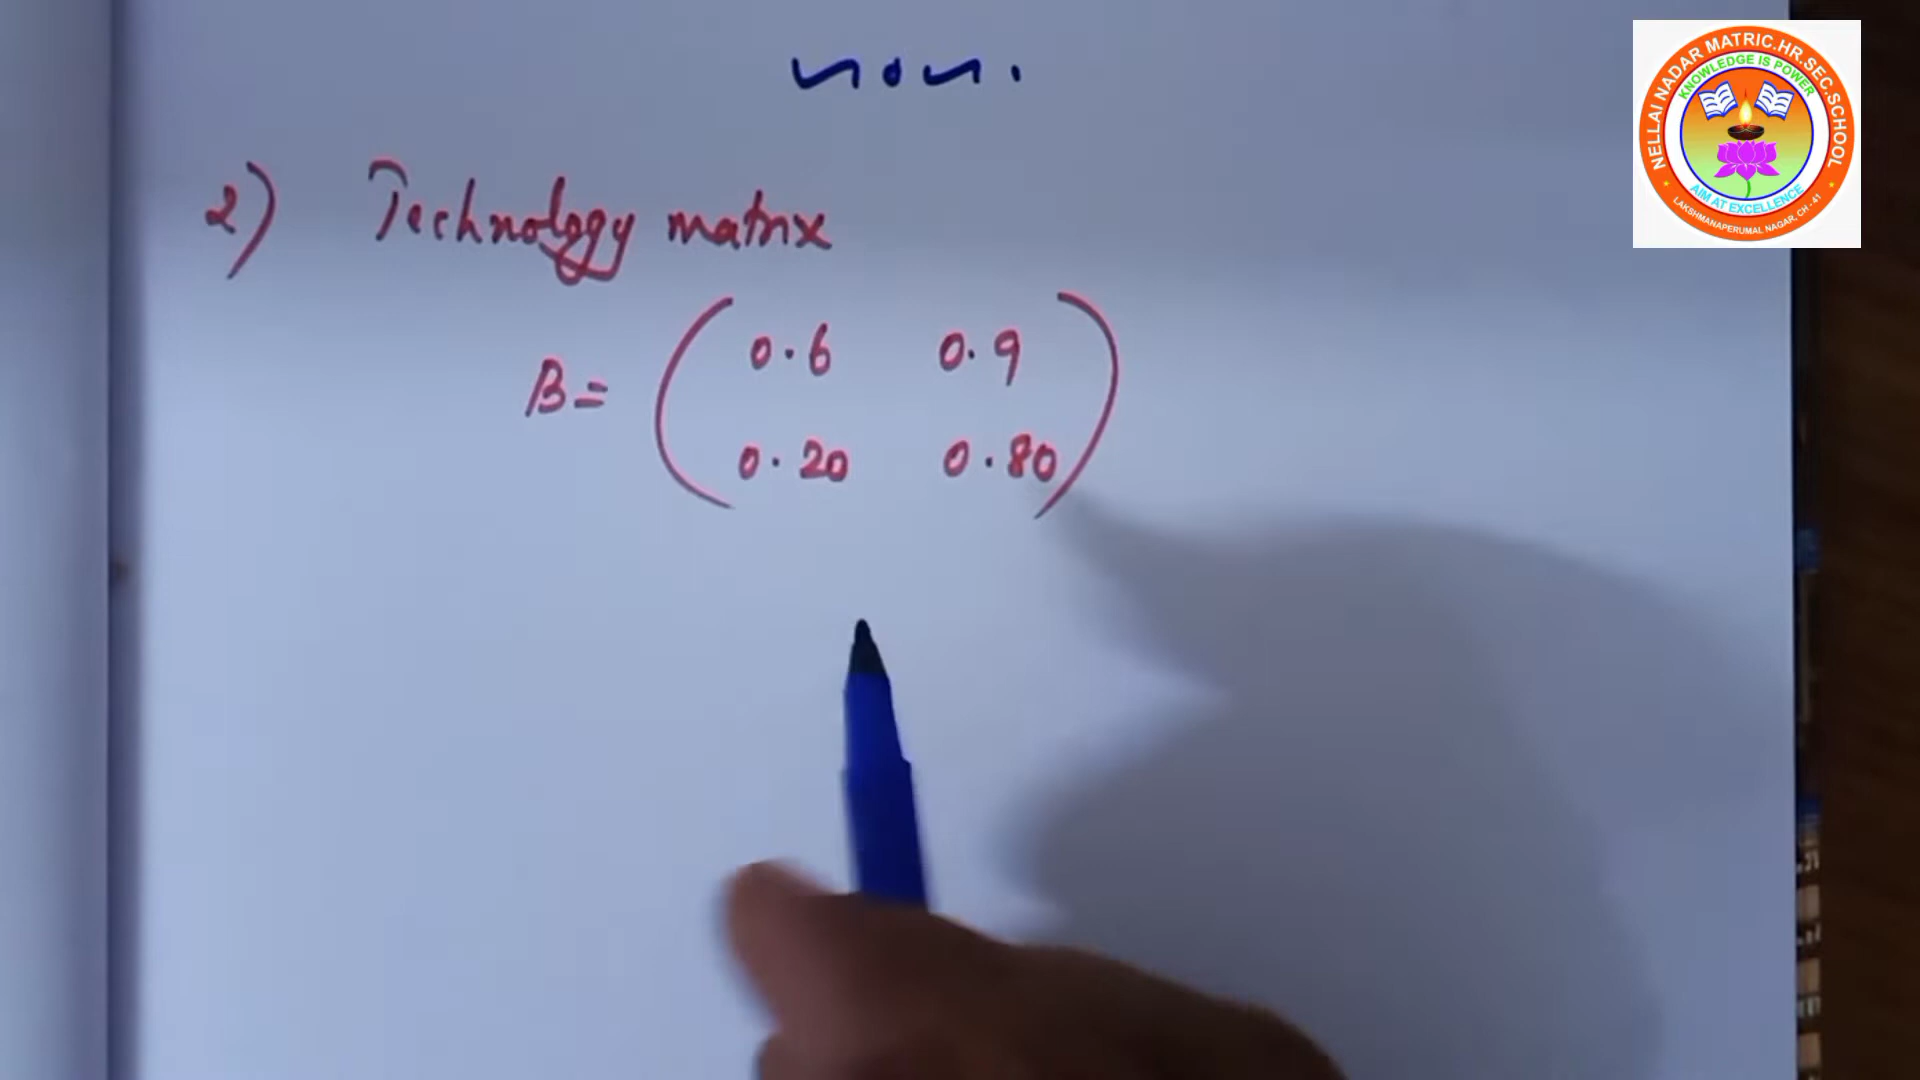 2) Technology matrix
B = ( 0.6 0.9
0.20 0.80 )
NELLAI NADAR MATRIC.HR.SEC.SCHOOL
KNOWLEDGE IS POWER
AIM AT EXCELLENCE
LAKSHMANAPERUMAL NAGAR, CH - 41